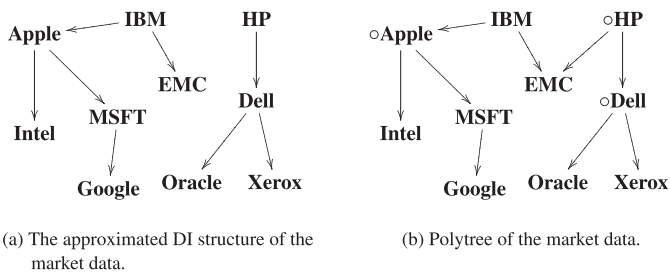 Apple IBM HP
EMC
Dell
MSFT
Intel
Google Oracle Xerox
(a) The approximated DI structure of the
market data.
○Apple IBM ○HP
EMC
○Dell
MSFT
Intel
Google Oracle Xerox
(b) Polytree of the market data.